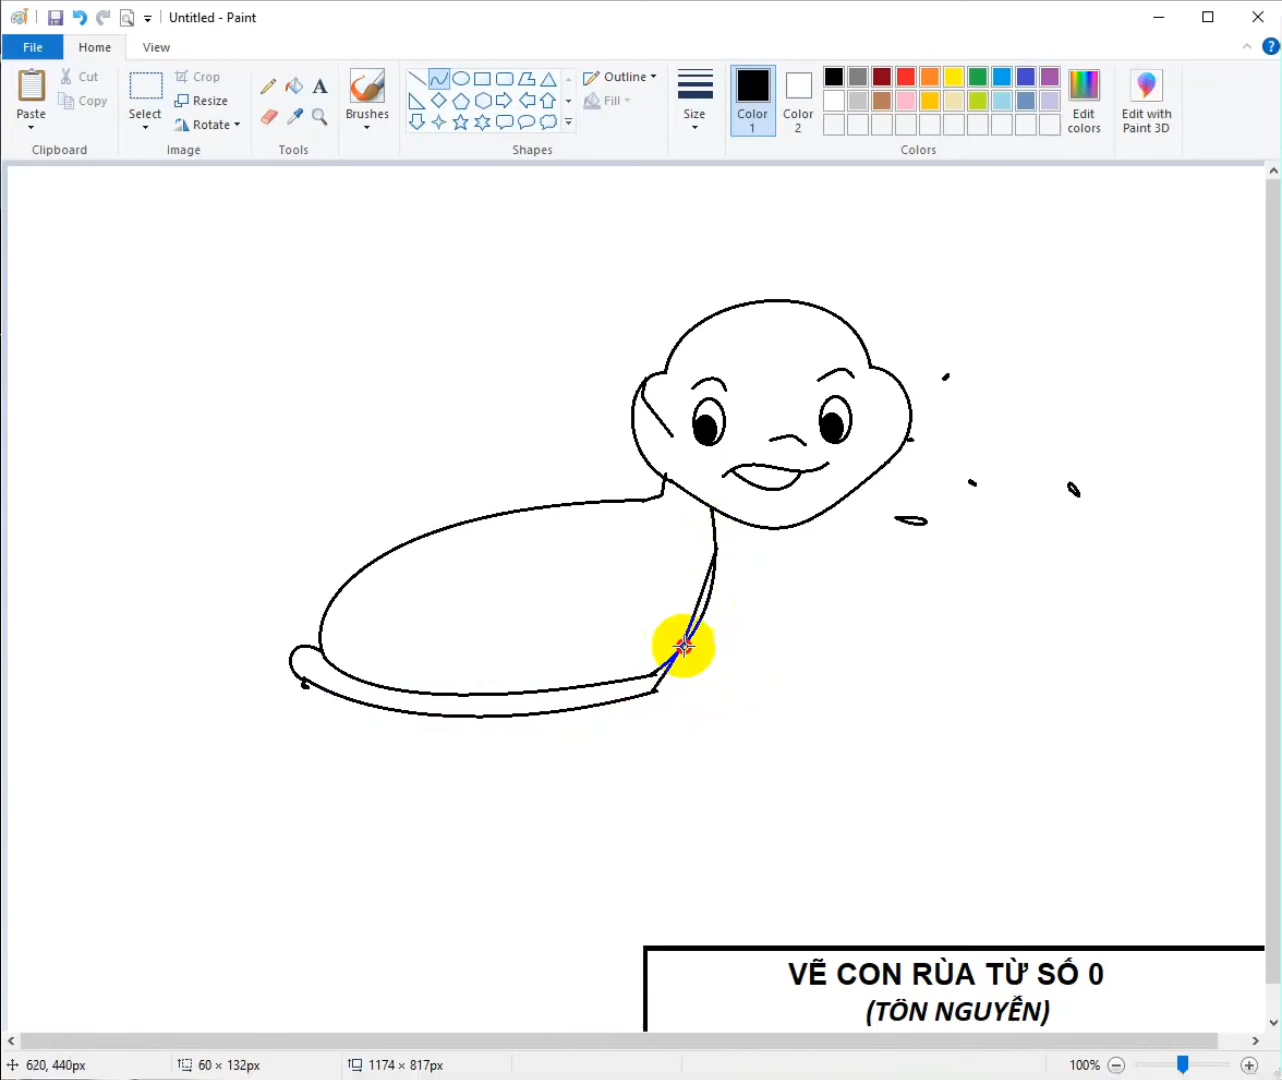 Untitled - Paint
File
Home
View
Cut
Crop
Outline
Copy
Resize
Fill
Paste
Select
Rotate
Brushes
Size
Color
1
Color
2
Edit
colors
Edit with
Paint 3D
Clipboard
Image
Tools
Shapes
Colors
VẼ CON RÙA TỪ SỐ 0
(TÔN NGUYỄN)
620, 440px
60 × 132px
1174 × 817px
100%